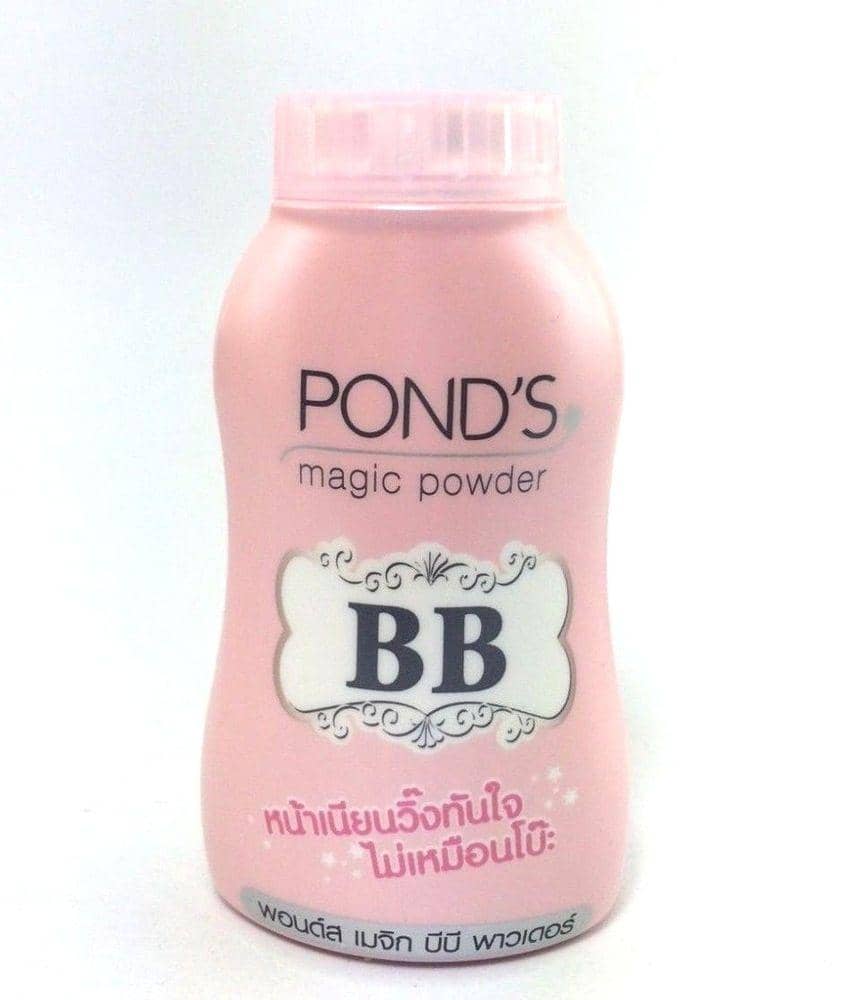 POND'S
magic powder
BB
หน้าเนียนวิ๊งทันใจ
ไม่เหมือนโบ๊ะ
พอนด์ส เมจิก บีบี พาวเดอร์